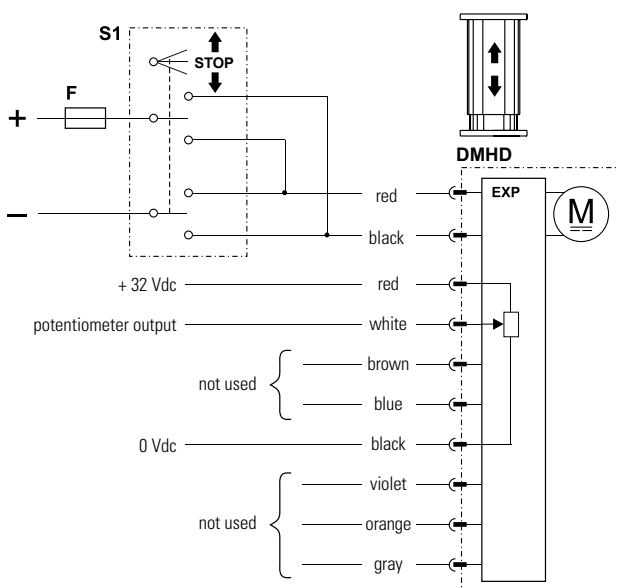 S1
STOP
F
+
DMHD
EXP
red
M
−
black
+ 32 Vdc
red
potentiometer output
white
brown
not used
blue
0 Vdc
black
violet
not used
orange
gray